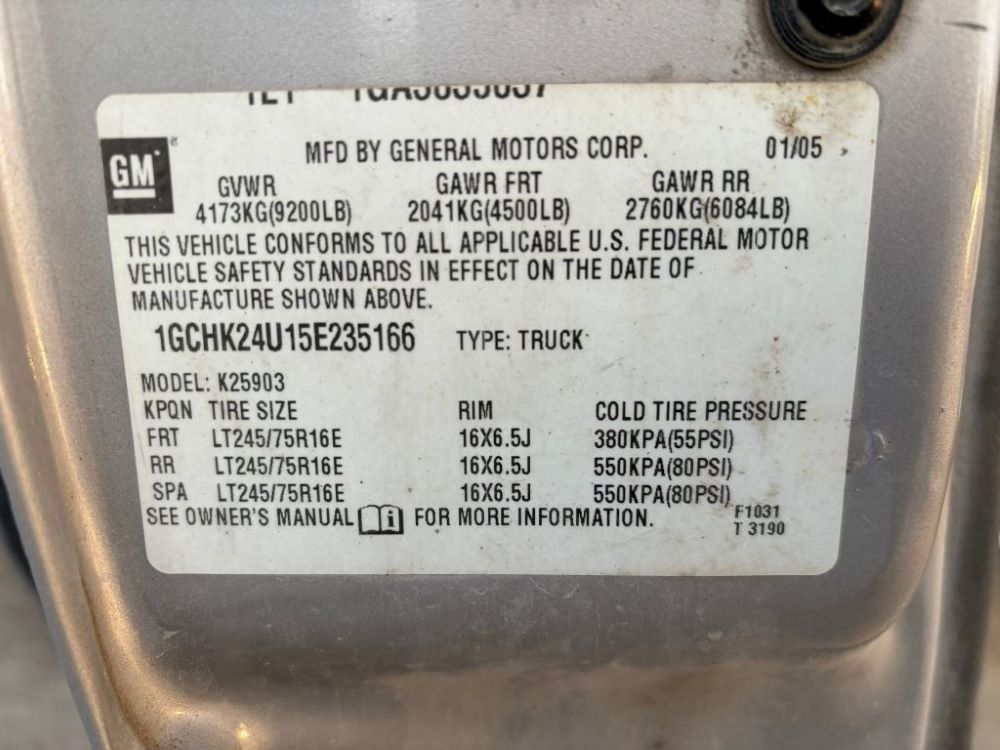 MFD BY GENERAL MOTORS CORP. 01/05
GM
GVWR GAWR FRT GAWR RR
4173KG(9200LB) 2041KG(4500LB) 2760KG(6084LB)
THIS VEHICLE CONFORMS TO ALL APPLICABLE U.S. FEDERAL MOTOR
VEHICLE SAFETY STANDARDS IN EFFECT ON THE DATE OF
MANUFACTURE SHOWN ABOVE.
1GCHK24U15E235166 TYPE: TRUCK
MODEL: K25903
KPQN TIRE SIZE RIM COLD TIRE PRESSURE
FRT LT245/75R16E 16X6.5J 380KPA(55PSI)
RR LT245/75R16E 16X6.5J 550KPA(80PSI)
SPA LT245/75R16E 16X6.5J 550KPA(80PSI)
SEE OWNER'S MANUAL i FOR MORE INFORMATION.
F1031
T 3190